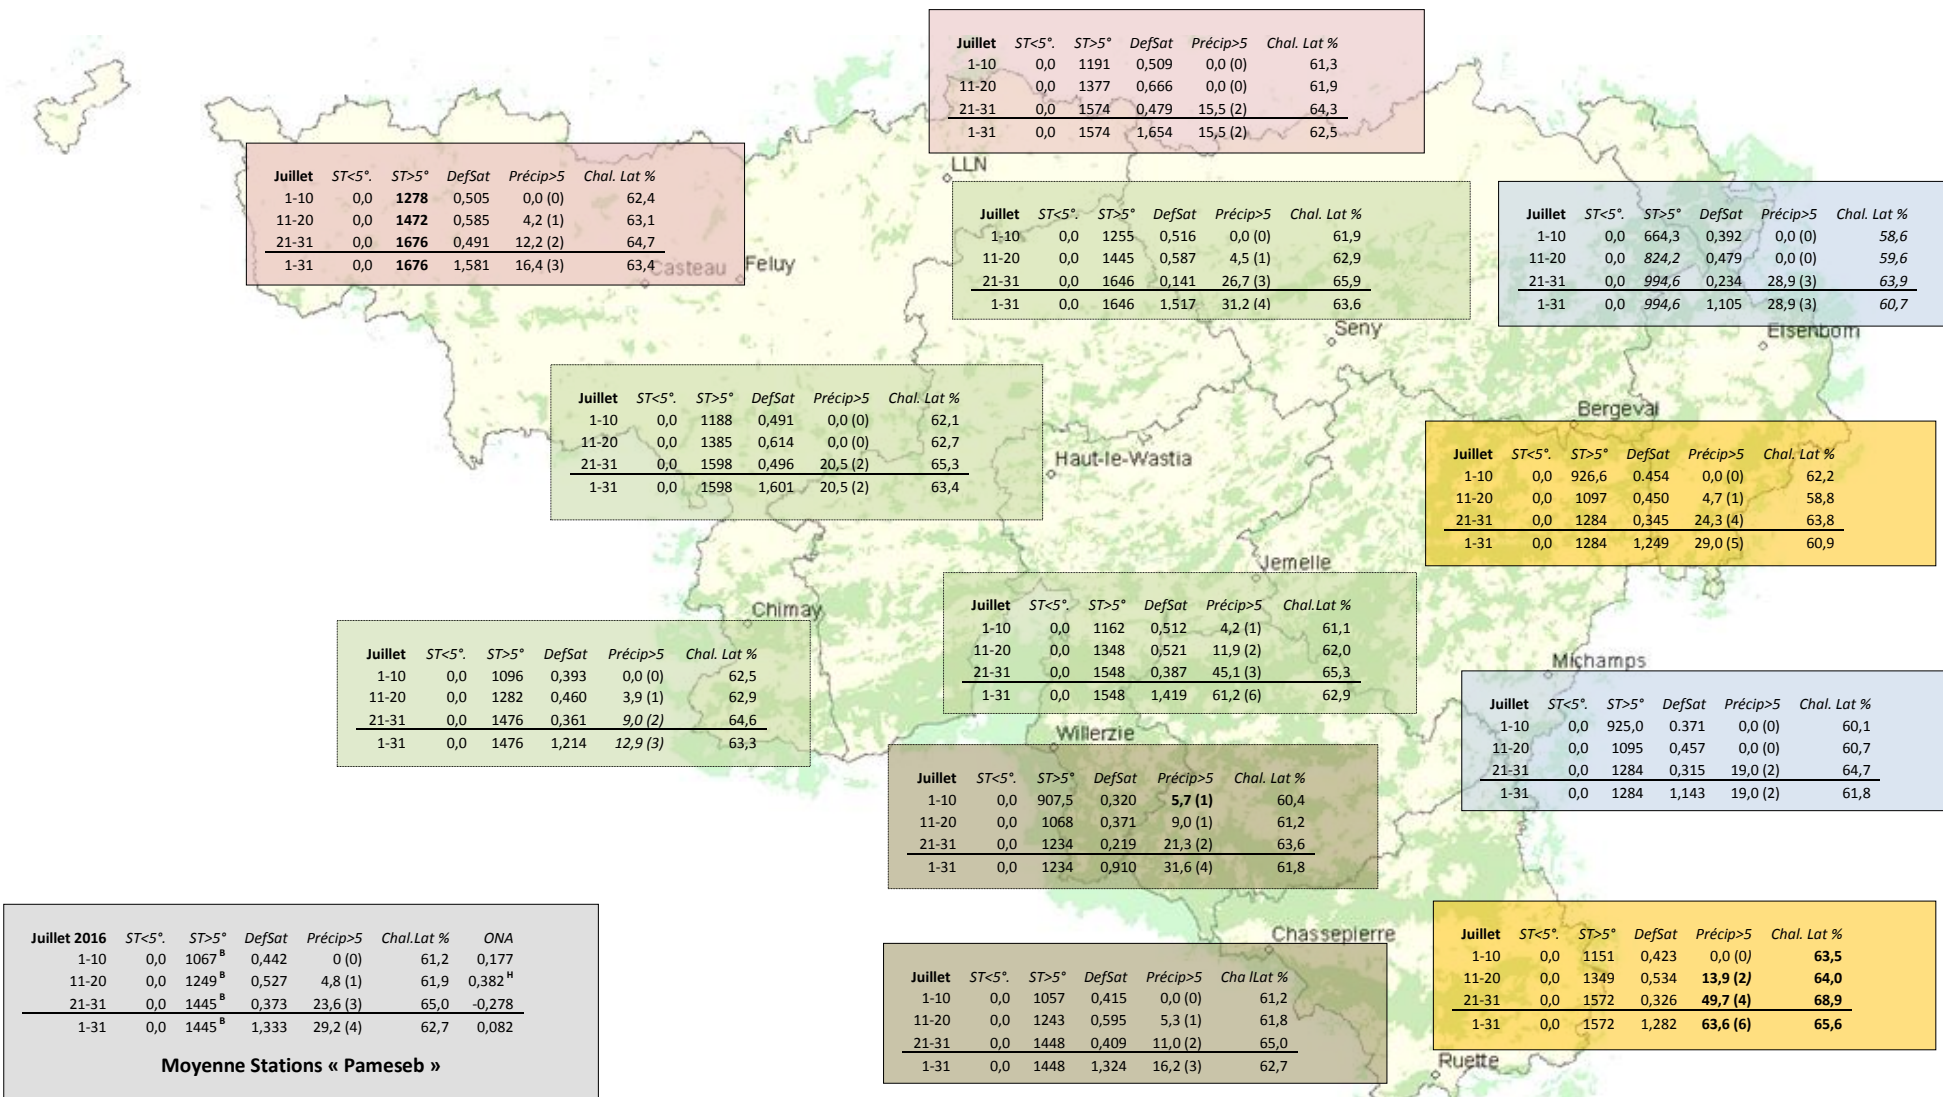 Juillet ST<5°. ST>5° DefSat Précip>5 Chal. Lat %
1-10 0,0 1191 0,509 0,0 (0) 61,3
11-20 0,0 1377 0,666 0,0 (0) 61,9
21-31 0,0 1574 0,479 15,5 (2) 64,3
1-31 0,0 1574 1,654 15,5 (2) 62,5
LLN
Juillet ST<5°. ST>5° DefSat Précip>5 Chal. Lat %
1-10 0,0 1278 0,505 0,0 (0) 62,4
11-20 0,0 1472 0,585 4,2 (1) 63,1
21-31 0,0 1676 0,491 12,2 (2) 64,7
1-31 0,0 1676 1,581 16,4 (3) 63,4
Casteau Feluy
Juillet ST<5°. ST>5° DefSat Précip>5 Chal. Lat %
1-10 0,0 1255 0,516 0,0 (0) 61,9
11-20 0,0 1445 0,587 4,5 (1) 62,9
21-31 0,0 1646 0,141 26,7 (3) 65,9
1-31 0,0 1646 1,517 31,2 (4) 63,6
Seny
Juillet ST<5°. ST>5° DefSat Précip>5 Chal. Lat %
1-10 0,0 664,3 0,392 0,0 (0) 58,6
11-20 0,0 824,2 0,479 0,0 (0) 59,6
21-31 0,0 994,6 0,234 28,9 (3) 63,9
1-31 0,0 994,6 1,105 28,9 (3) 60,7
Elsenborn
Juillet ST<5°. ST>5° DefSat Précip>5 Chal. Lat %
1-10 0,0 1188 0,491 0,0 (0) 62,1
11-20 0,0 1385 0,614 0,0 (0) 62,7
21-31 0,0 1598 0,496 20,5 (2) 65,3
1-31 0,0 1598 1,601 20,5 (2) 63,4
Haut-le-Wastia
Bergeval
Juillet ST<5°. ST>5° DefSat Précip>5 Chal. Lat %
1-10 0,0 926,6 0.454 0,0 (0) 62,2
11-20 0,0 1097 0,450 4,7 (1) 58,8
21-31 0,0 1284 0,345 24,3 (4) 63,8
1-31 0,0 1284 1,249 29,0 (5) 60,9
Jemelle
Juillet ST<5°. ST>5° DefSat Précip>5 Chal.Lat %
1-10 0,0 1162 0,512 4,2 (1) 61,1
11-20 0,0 1348 0,521 11,9 (2) 62,0
21-31 0,0 1548 0,387 45,1 (3) 65,3
1-31 0,0 1548 1,419 61,2 (6) 62,9
Chimay
Juillet ST<5°. ST>5° DefSat Précip>5 Chal. Lat %
1-10 0,0 1096 0,393 0,0 (0) 62,5
11-20 0,0 1282 0,460 3,9 (1) 62,9
21-31 0,0 1476 0,361 9,0 (2) 64,6
1-31 0,0 1476 1,214 12,9 (3) 63,3
Michamps
Juillet ST<5°. ST>5° DefSat Précip>5 Chal. Lat %
1-10 0,0 925,0 0.371 0,0 (0) 60,1
11-20 0,0 1095 0,457 0,0 (0) 60,7
21-31 0,0 1284 0,315 19,0 (2) 64,7
1-31 0,0 1284 1,143 19,0 (2) 61,8
Willerzie
Juillet ST<5°. ST>5° DefSat Précip>5 Chal. Lat %
1-10 0,0 907,5 0,320 5,7 (1) 60,4
11-20 0,0 1068 0,371 9,0 (1) 61,2
21-31 0,0 1234 0,219 21,3 (2) 63,6
1-31 0,0 1234 0,910 31,6 (4) 61,8
Juillet 2016 ST<5°. ST>5° DefSat Précip>5 Chal.Lat % ONA
1-10 0,0 1067 B 0,442 0 (0) 61,2 0,177
11-20 0,0 1249 B 0,527 4,8 (1) 61,9 0,382 H
21-31 0,0 1445 B 0,373 23,6 (3) 65,0 -0,278
1-31 0,0 1445 B 1,333 29,2 (4) 62,7 0,082
Moyenne Stations « Pameseb »
Chassepierre
Juillet ST<5°. ST>5° DefSat Précip>5 Cha lLat %
1-10 0,0 1057 0,415 0,0 (0) 61,2
11-20 0,0 1243 0,595 5,3 (1) 61,8
21-31 0,0 1448 0,409 11,0 (2) 65,0
1-31 0,0 1448 1,324 16,2 (3) 62,7
Juillet ST<5°. ST>5° DefSat Précip>5 Chal. Lat %
1-10 0,0 1151 0,423 0,0 (0) 63,5
11-20 0,0 1349 0,534 13,9 (2) 64,0
21-31 0,0 1572 0,326 49,7 (4) 68,9
1-31 0,0 1572 1,282 63,6 (6) 65,6
Ruette